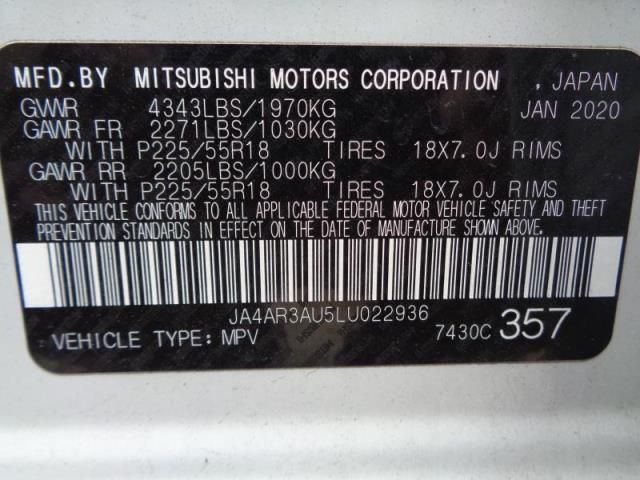 MFD.BY MITSUBISHI MOTORS CORPORATION , JAPAN
GVWR 4343LBS/1970KG JAN 2020
GAWR FR 2271LBS/1030KG
WITH P225/55R18 TIRES 18X7.0J RIMS
GAWR RR 2205LBS/1000KG
WITH P225/55R18 TIRES 18X7.0J RIMS
THIS VEHICLE CONFORMS TO ALL APPLICABLE FEDERAL MOTOR VEHICLE SAFETY AND THEFT
PREVENTION STANDARDS IN EFFECT ON THE DATE OF MANUFACTURE SHOWN ABOVE.
JA4AR3AU5LU022936
VEHICLE TYPE: MPV 7430C 357